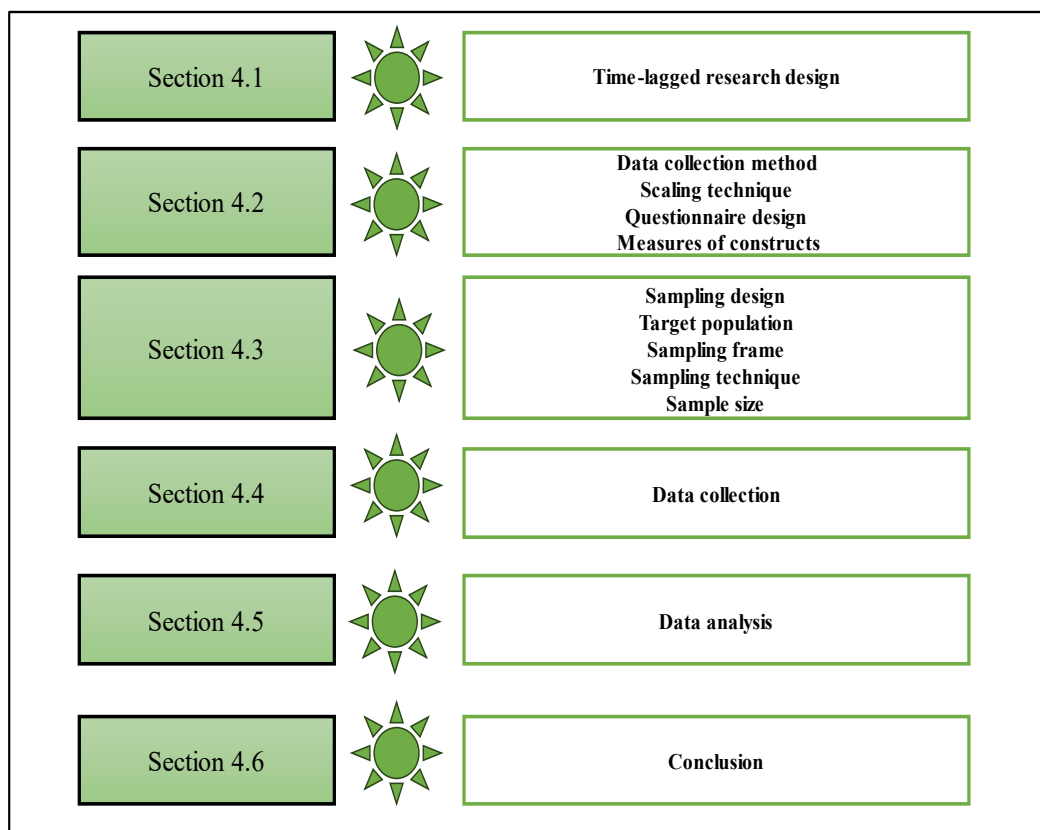 Section 4.1
Time-lagged research design
Section 4.2
Data collection method
Scaling technique
Questionnaire design
Measures of constructs
Section 4.3
Sampling design
Target population
Sampling frame
Sampling technique
Sample size
Section 4.4
Data collection
Section 4.5
Data analysis
Section 4.6
Conclusion